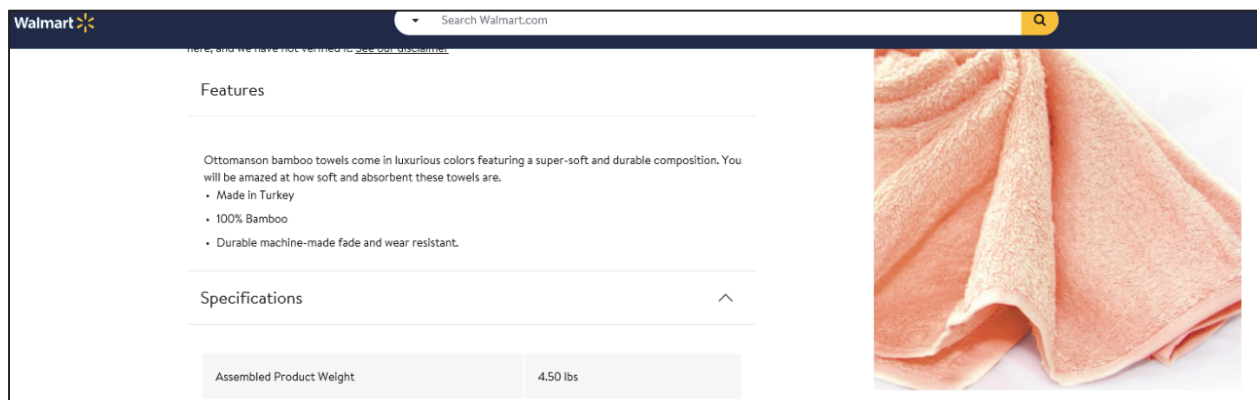 Walmart
Search Walmart.com
here, and we have not verified it. See our disclaimer
Features
Ottomanson bamboo towels come in luxurious colors featuring a super-soft and durable composition. You
will be amazed at how soft and absorbent these towels are.
• Made in Turkey
• 100% Bamboo
• Durable machine-made fade and wear resistant.
Specifications
Assembled Product Weight 4.50 lbs